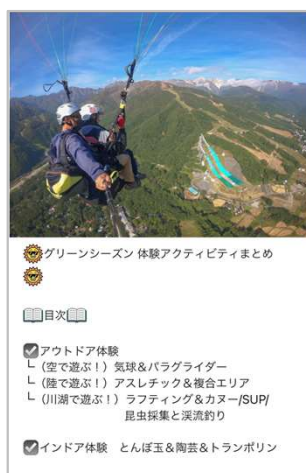 🌞グリーンシーズン 体験アクティビティまとめ
🌞
📖目次📖
☑アウトドア体験
└（空で遊ぶ！）気球＆パラグライダー
└（陸で遊ぶ！）アスレチック＆複合エリア
└（川湖で遊ぶ！）ラフティング＆カヌー/SUP/
昆虫採集と渓流釣り
☑インドア体験　とんぼ玉＆陶芸＆トランポリン